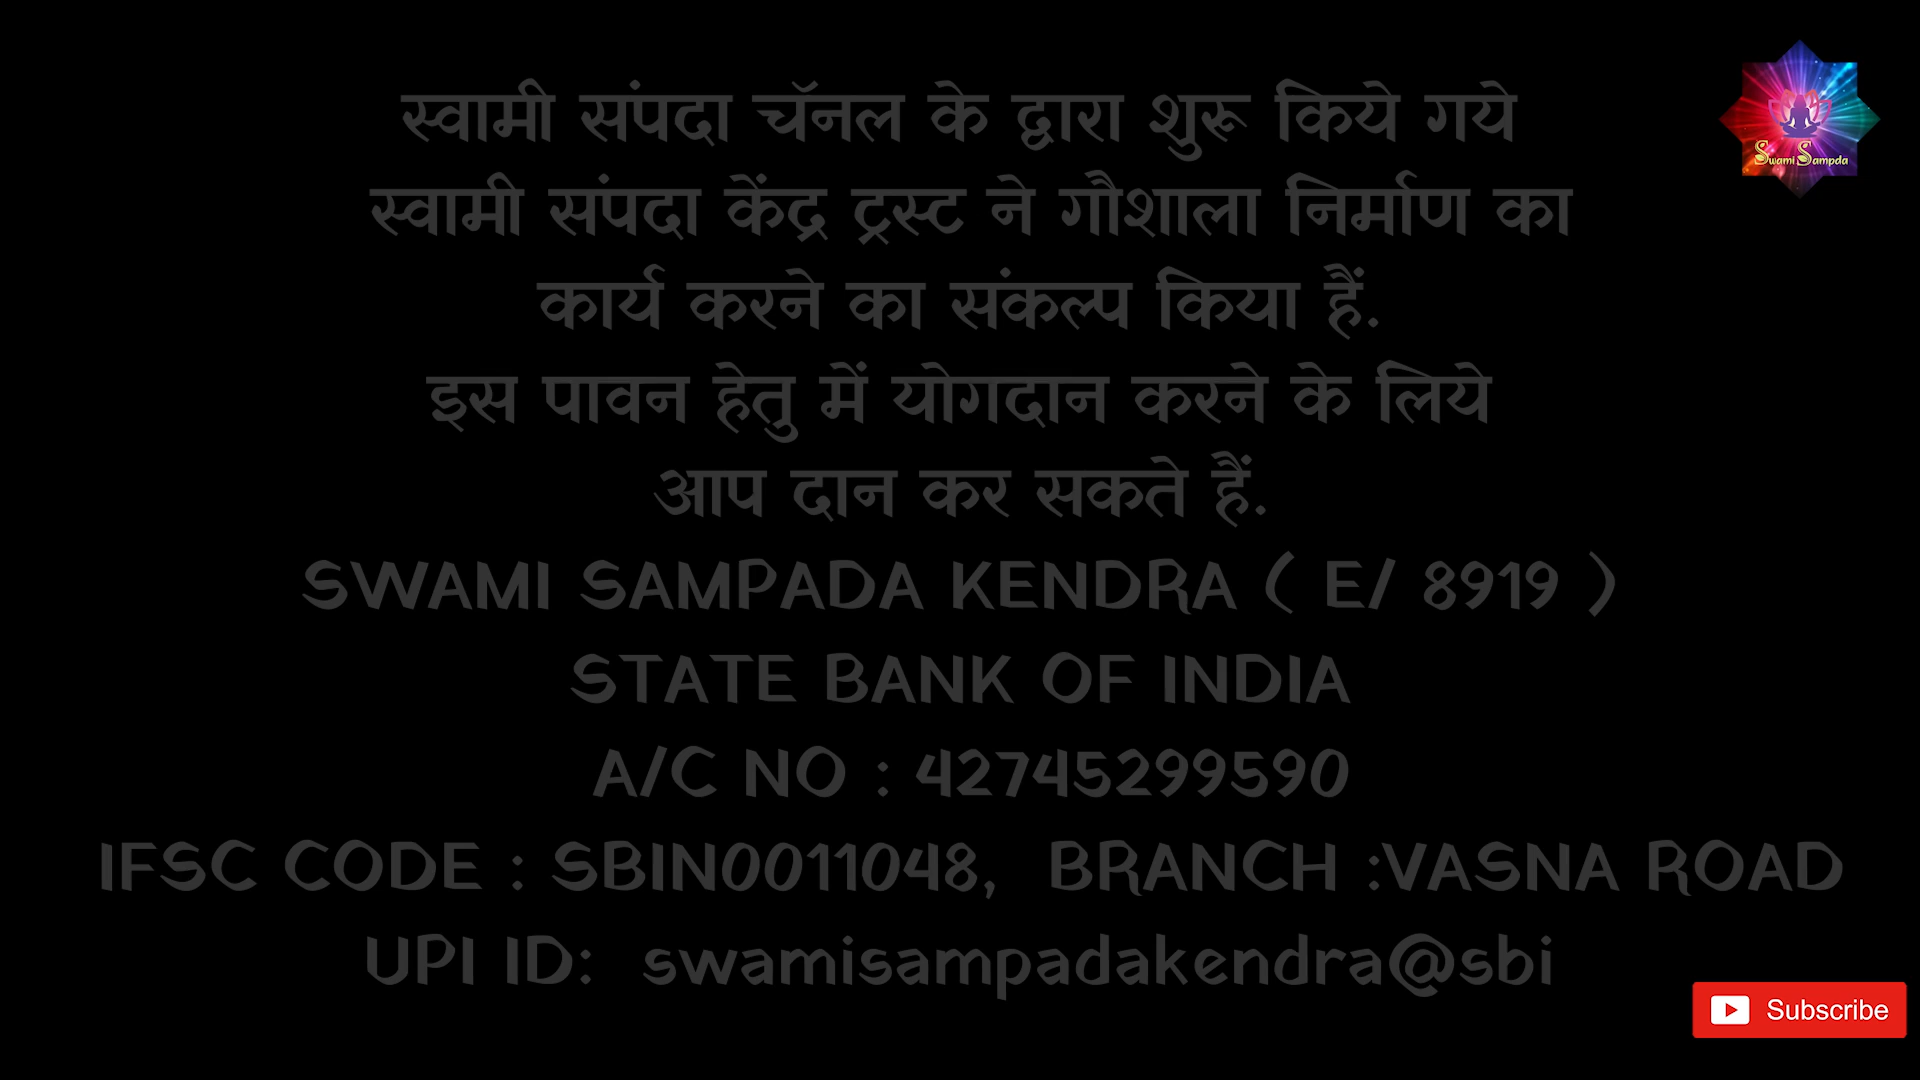 स्वामी संपदा चॅनल के द्वारा शुरू किये गये
स्वामी संपदा केंद्र ट्रस्ट ने गौशाला निर्माण का
कार्य करने का संकल्प किया हैं.
इस पावन हेतु में योगदान करने के लिये
आप दान कर सकते हैं.
SWAMI SAMPADA KENDRA ( E/ 8919 )
STATE BANK OF INDIA
A/C NO : 42745299590
IFSC CODE : SBIN0011048, BRANCH :VASNA ROAD
UPI ID: swamisampadakendra@sbi
Swami Sampda
Subscribe